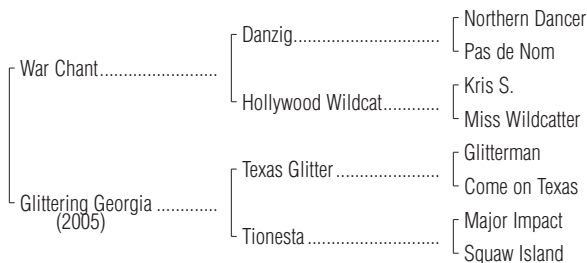 Northern Dancer
Danzig................................
Pas de Nom
War Chant..........................
Kris S.
Hollywood Wildcat............
Miss Wildcatter
Glitterman
Texas Glitter .......................
Come on Texas
Glittering Georgia .............
(2005)
Major Impact
Tionesta .............................
Squaw Island